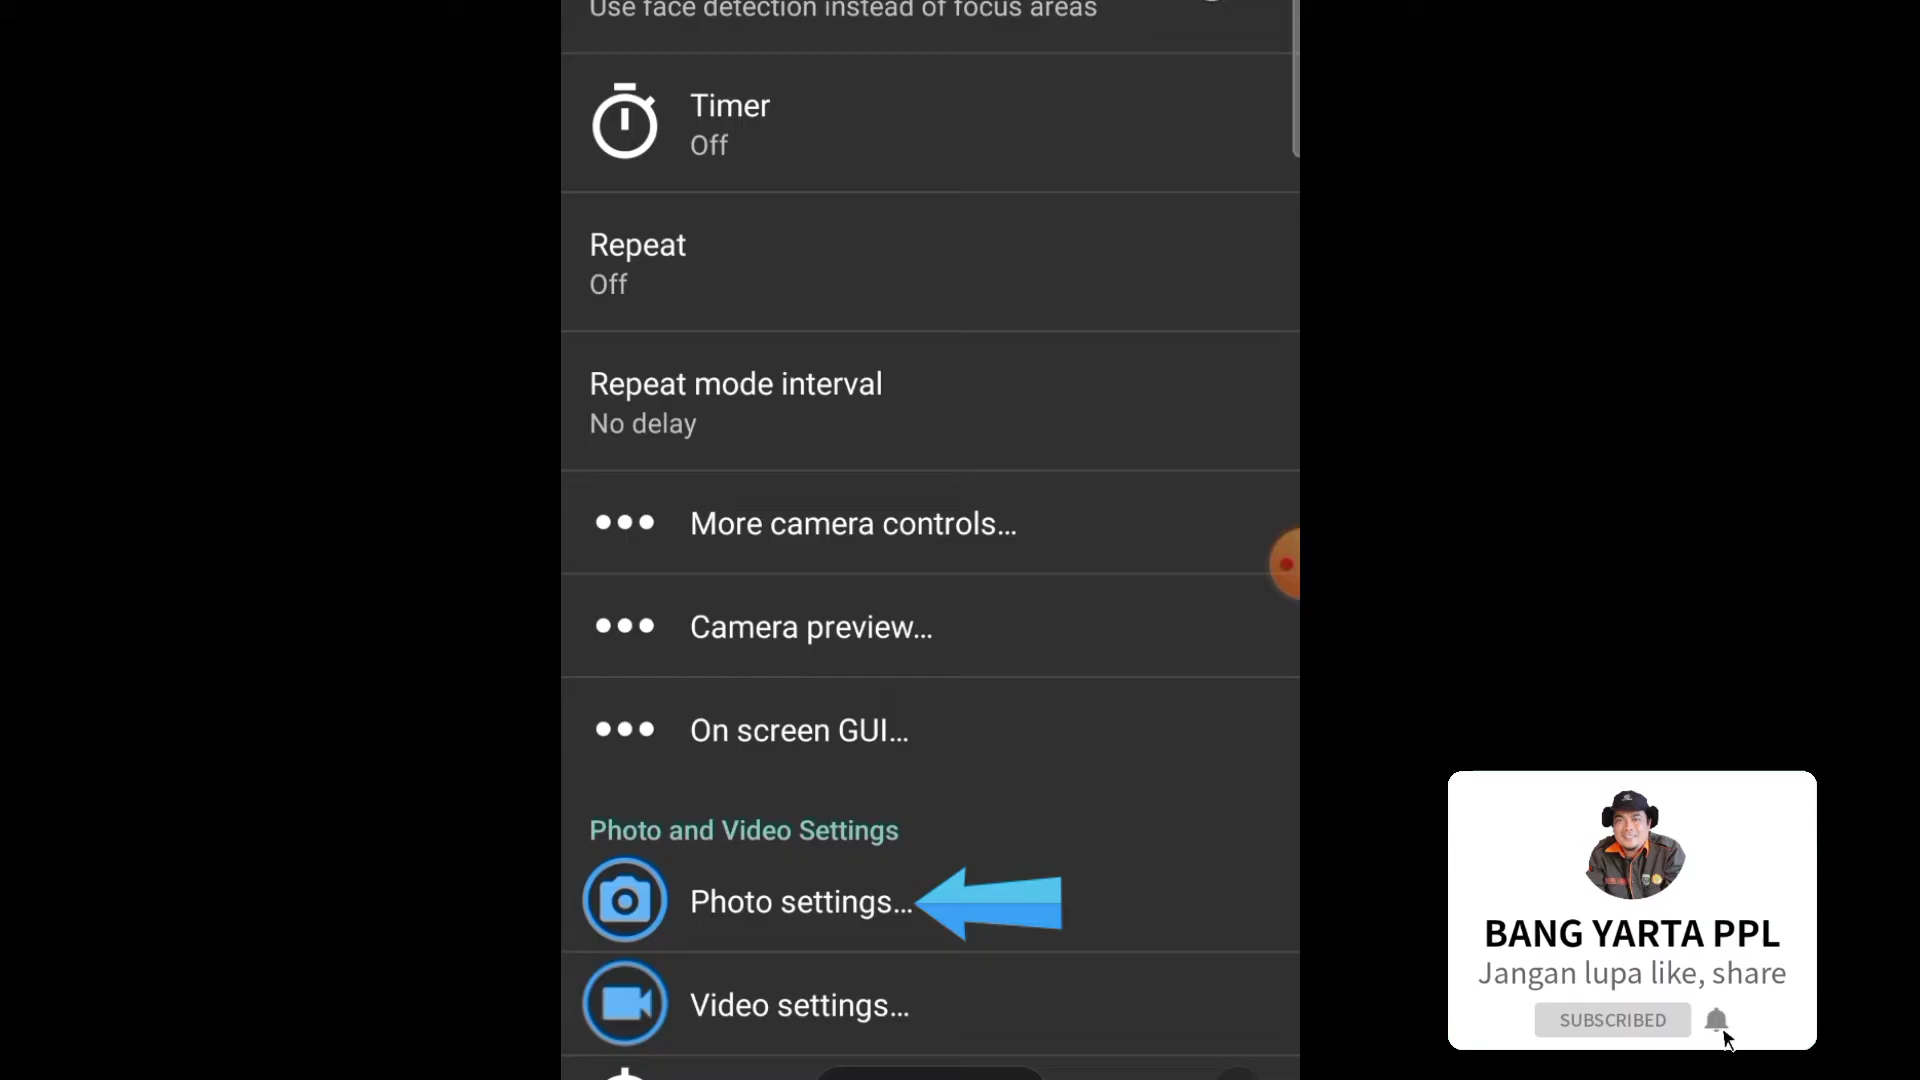 Use face detection instead of focus areas
Timer
Off
Repeat
Off
Repeat mode interval
No delay
More camera controls...
Camera preview...
On screen GUI...
Photo and Video Settings
Photo settings...
Video settings...
BANG YARTA PPL
Jangan lupa like, share
SUBSCRIBED